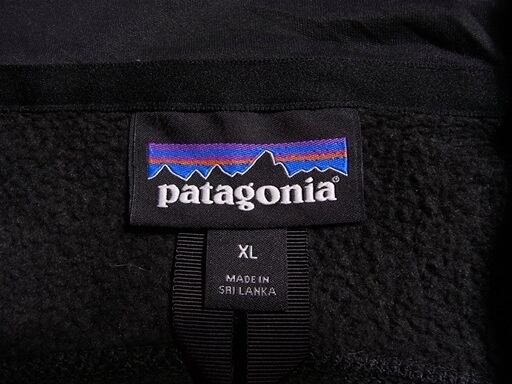 patagonia®
XL
MADE IN
SRI LANKA